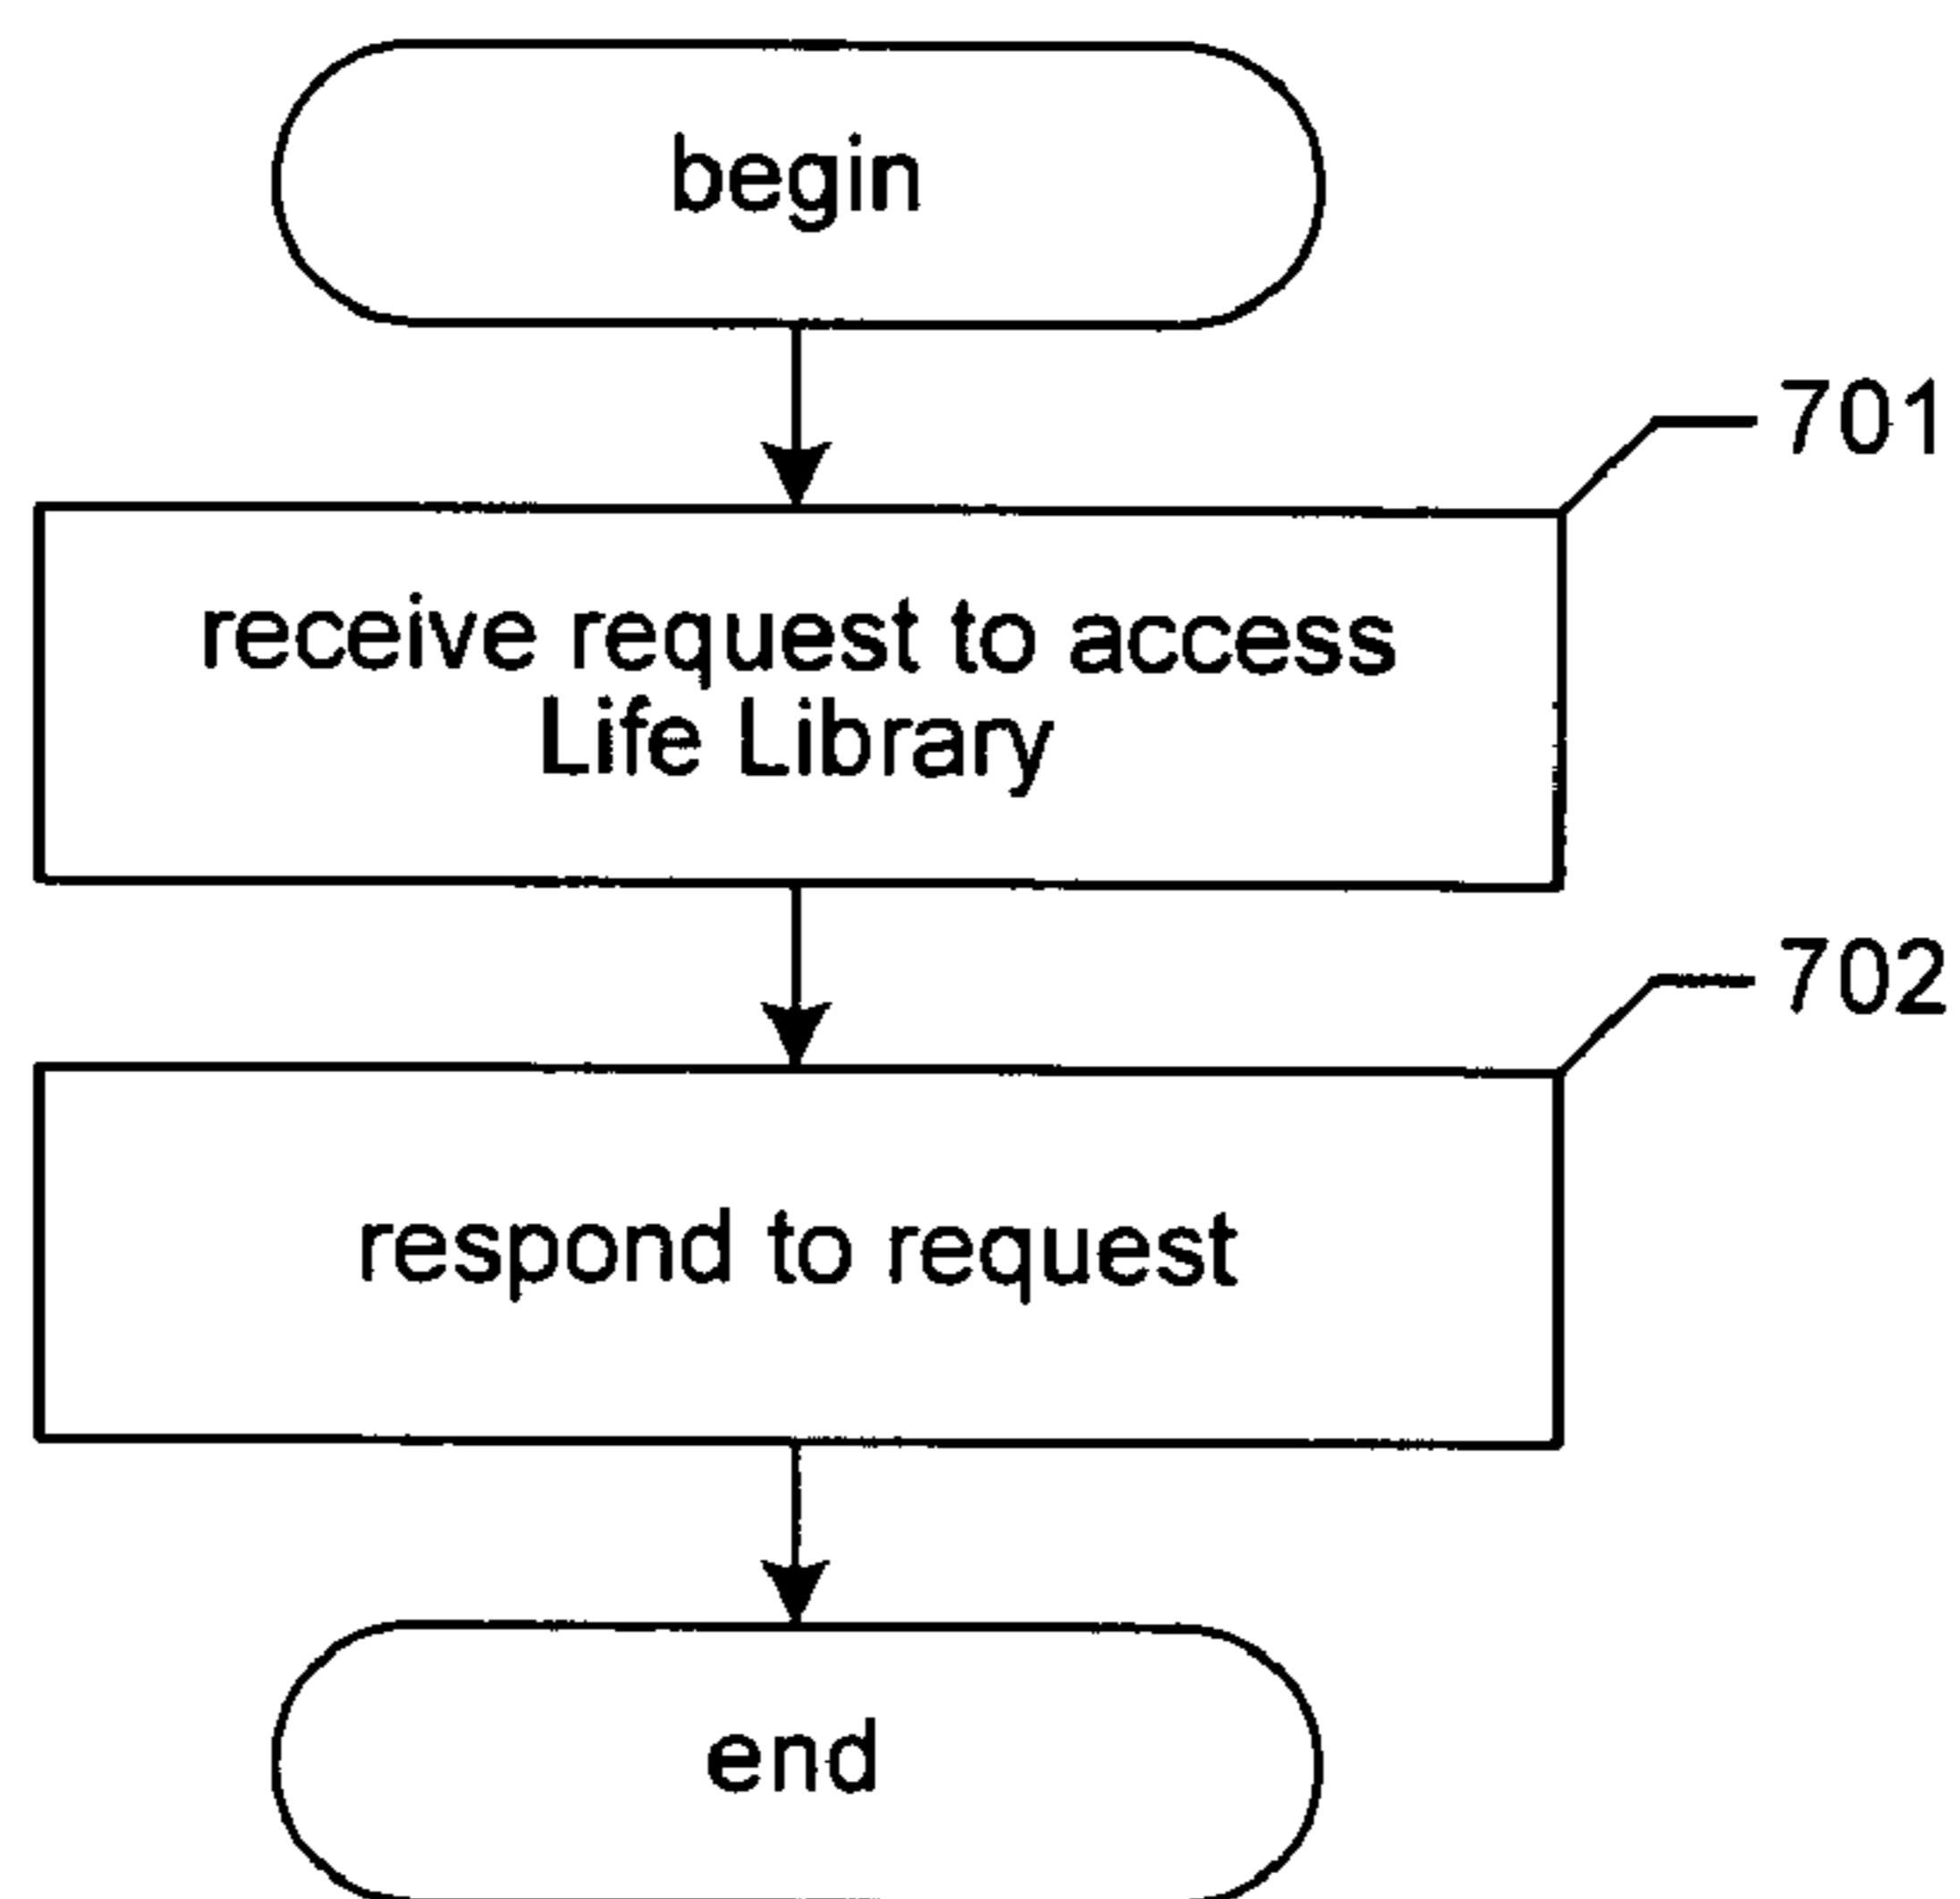 begin
701
receive request to access
Life Library
702
respond to request
end